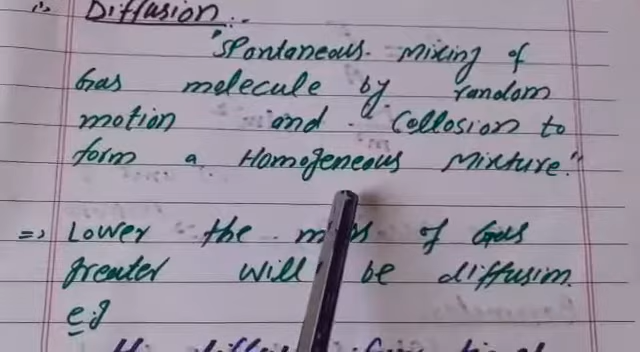 Diffusion :-
"Spontaneous mixing of
Gas molecule by random
motion and Collosion to
form a Homogeneous Mixture."
=> Lower the mass of Gas
greater will be diffusion.
e.g